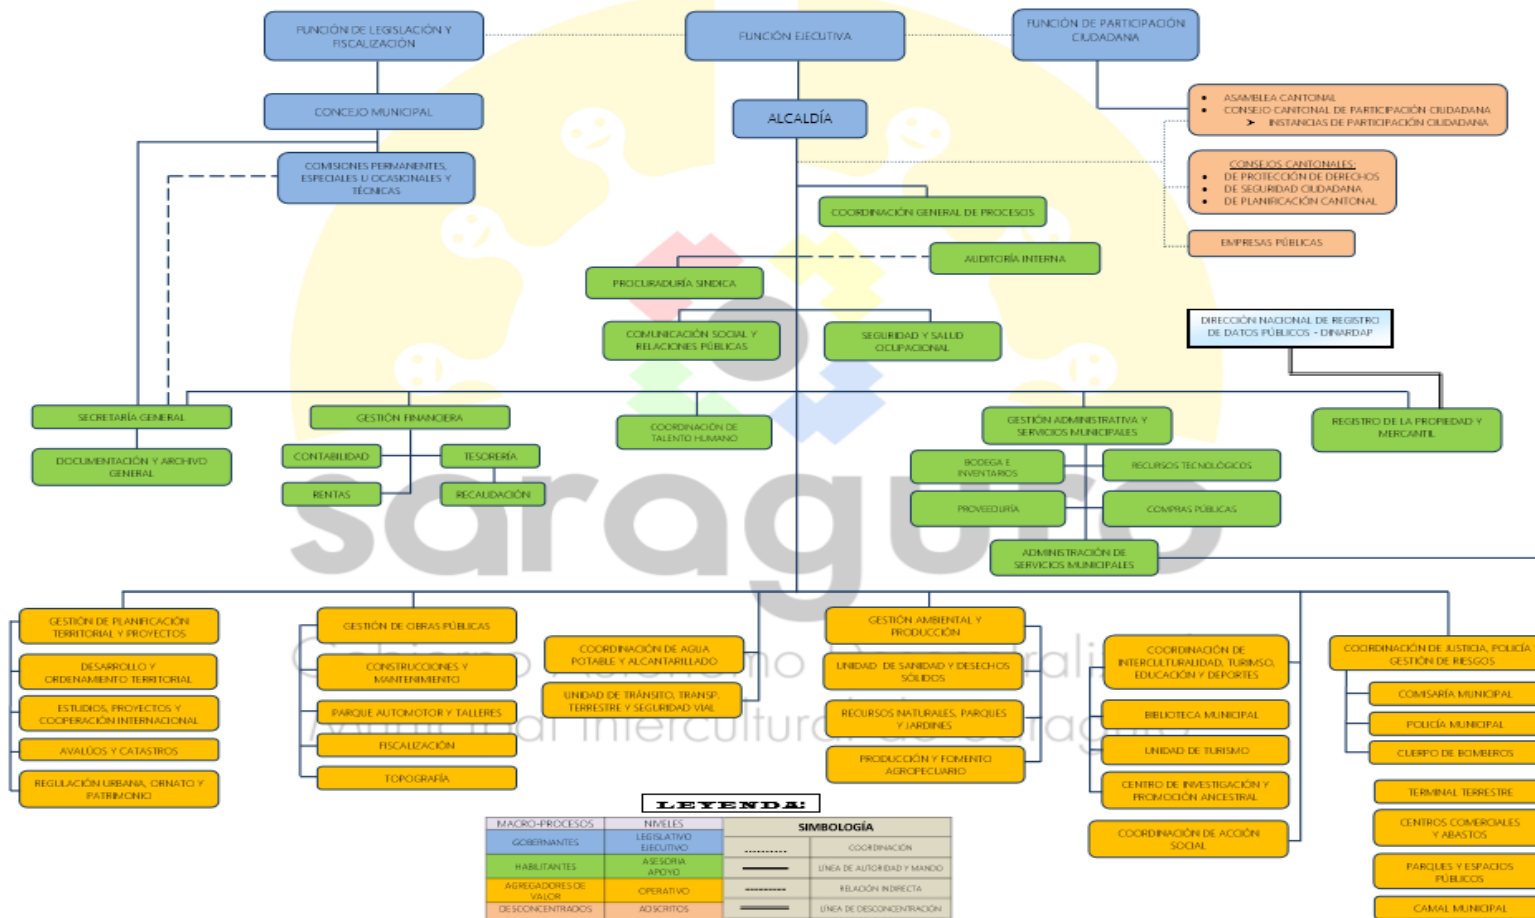 FUNCIÓN DE LEGISLACIÓN Y
FISCALIZACIÓN
FUNCIÓN EJECUTIVA
FUNCIÓN DE PARTICIPACIÓN
CIUDADANA
CONCEJO MUNICIPAL
ALCALDÍA
• ASAMBLEA CANTONAL
• CONSEJO CANTONAL DE PARTICIPACIÓN CIUDADANA
➤ INSTANCIAS DE PARTICIPACIÓN CIUDADANA
COMISIONES PERMANENTES,
ESPECIALES U OCASIONALES Y
TÉCNICAS
CONSEJOS CANTONALES:
• DE PROTECCIÓN DE DERECHOS
• DE SEGURIDAD CIUDADANA
• DE PLANIFICACIÓN CANTONAL
COORDINACIÓN GENERAL DE PROCESOS
EMPRESAS PÚBLICAS
AUDITORÍA INTERNA
PROCURADURÍA SINDICA
COMUNICACIÓN SOCIAL Y
RELACIONES PÚBLICAS
SEGURIDAD Y SALUD
OCUPACIONAL
DIRECCIÓN NACIONAL DE REGISTRO
DE DATOS PÚBLICOS - DINARDAP
SECRETARÍA GENERAL
GESTIÓN FINANCIERA
COORDINACIÓN DE
TALENTO HUMANO
GESTIÓN ADMINISTRATIVA Y
SERVICIOS MUNICIPALES
REGISTRO DE LA PROPIEDAD Y
MERCANTIL
DOCUMENTACIÓN Y ARCHIVO
GENERAL
CONTABILIDAD
TESORERÍA
RENTAS
RECAUDACIÓN
BODEGA E
INVENTARIOS
RECURSOS TECNOLÓGICOS
PROVEEDURÍA
COMPRAS PÚBLICAS
ADMINISTRACIÓN DE
SERVICIOS MUNICIPALES
saraguro
GESTIÓN DE PLANIFICACIÓN
TERRITORIAL Y PROYECTOS
DESARROLLO Y
ORDENAMIENTO TERRITORIAL
ESTUDIOS, PROYECTOS Y
COOPERACIÓN INTERNACIONAL
AVALÚOS Y CATASTROS
REGULACIÓN URBANA, ORNATO Y
PATRIMONIO
GESTIÓN DE OBRAS PÚBLICAS
CONSTRUCCIONES Y
MANTENIMIENTO
PARQUE AUTOMOTOR Y TALLERES
FISCALIZACIÓN
TOPOGRAFÍA
COORDINACIÓN DE AGUA
POTABLE Y ALCANTARILLADO
UNIDAD DE TRÁNSITO, TRANSP.
TERRESTRE Y SEGURIDAD VIAL
GESTIÓN AMBIENTAL Y
PRODUCCIÓN
UNIDAD DE SANIDAD Y DESECHOS
SÓLIDOS
RECURSOS NATURALES, PARQUES
Y JARDINES
PRODUCCIÓN Y FOMENTO
AGROPECUARIO
COORDINACIÓN DE
INTERCULTURALIDAD, TURIMSO,
EDUCACIÓN Y DEPORTES
BIBLIOTECA MUNICIPAL
UNIDAD DE TURISMO
CENTRO DE INVESTIGACIÓN Y
PROMOCIÓN ANCESTRAL
COORDINACIÓN DE ACCIÓN
SOCIAL
COORDINACIÓN DE JUSTICIA, POLICÍA
GESTIÓN DE RIESGOS
COMISARÍA MUNICIPAL
POLICÍA MUNICIPAL
CUERPO DE BOMBEROS
TERMINAL TERRESTRE
CENTROS COMERCIALES
Y ABASTOS
PARQUES Y ESPACIOS
PÚBLICOS
CAMAL MUNICIPAL
LEYENDA:
MACRO-PROCESOS NIVELES SIMBOLOGÍA
GOBERNANTES LEGISLATIVO EJECUTIVO COORDINACIÓN
HABILITANTES ASESORIA APOYO LÍNEA DE AUTORIDAD Y MANDO
AGREGADORES DE VALOR OPERATIVO RELACIÓN INDIRECTA
DESCONCENTRADOS ADSCRITOS LÍNEA DE DESCONCENTRACIÓN